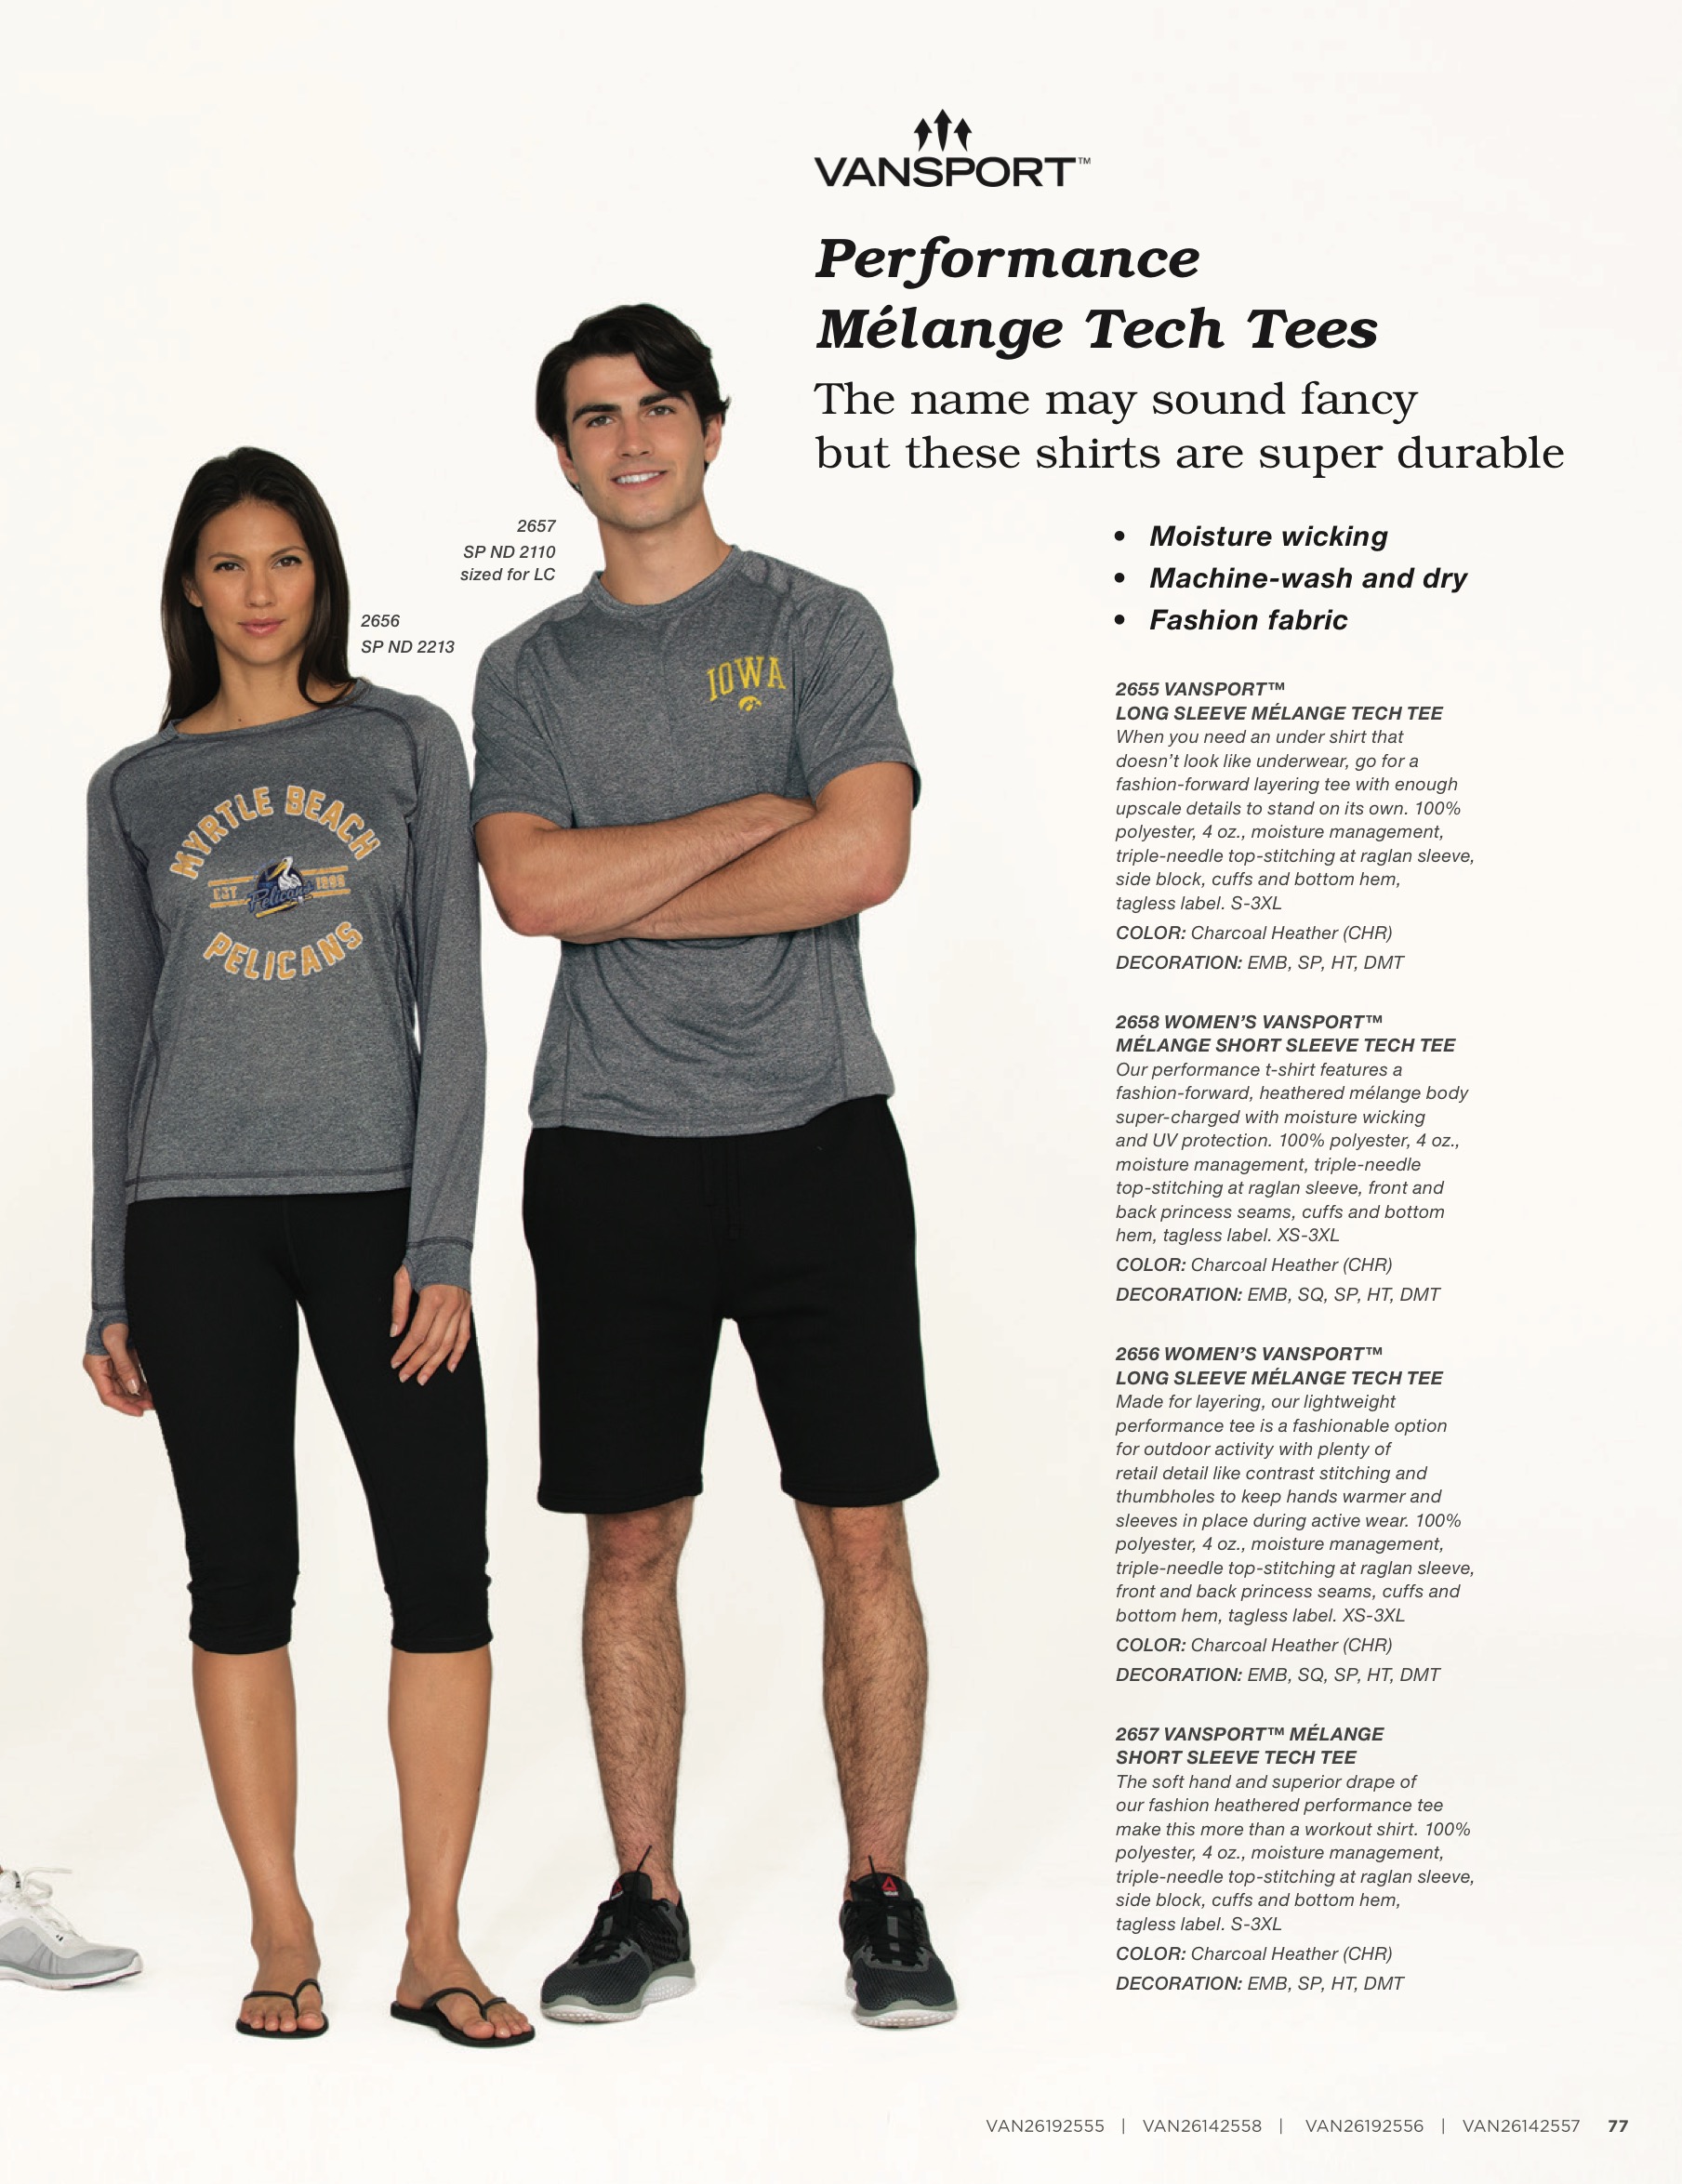 VANSPORT™
Performance
Mélange Tech Tees
The name may sound fancy
but these shirts are super durable
2657
SP ND 2110
sized for LC
2656
SP ND 2213
IOWA
MYRTLE BEACH
EST 1999
Pelicans
PELICANS
• Moisture wicking
• Machine-wash and dry
• Fashion fabric
2655 VANSPORT™
LONG SLEEVE MÉLANGE TECH TEE
When you need an under shirt that
doesn’t look like underwear, go for a
fashion-forward layering tee with enough
upscale details to stand on its own. 100%
polyester, 4 oz., moisture management,
triple-needle top-stitching at raglan sleeve,
side block, cuffs and bottom hem,
tagless label. S-3XL
COLOR: Charcoal Heather (CHR)
DECORATION: EMB, SP, HT, DMT
2658 WOMEN’S VANSPORT™
MÉLANGE SHORT SLEEVE TECH TEE
Our performance t-shirt features a
fashion-forward, heathered mélange body
super-charged with moisture wicking
and UV protection. 100% polyester, 4 oz.,
moisture management, triple-needle
top-stitching at raglan sleeve, front and
back princess seams, cuffs and bottom
hem, tagless label. XS-3XL
COLOR: Charcoal Heather (CHR)
DECORATION: EMB, SQ, SP, HT, DMT
2656 WOMEN’S VANSPORT™
LONG SLEEVE MÉLANGE TECH TEE
Made for layering, our lightweight
performance tee is a fashionable option
for outdoor activity with plenty of
retail detail like contrast stitching and
thumbholes to keep hands warmer and
sleeves in place during active wear. 100%
polyester, 4 oz., moisture management,
triple-needle top-stitching at raglan sleeve,
front and back princess seams, cuffs and
bottom hem, tagless label. XS-3XL
COLOR: Charcoal Heather (CHR)
DECORATION: EMB, SQ, SP, HT, DMT
2657 VANSPORT™ MÉLANGE
SHORT SLEEVE TECH TEE
The soft hand and superior drape of
our fashion heathered performance tee
make this more than a workout shirt. 100%
polyester, 4 oz., moisture management,
triple-needle top-stitching at raglan sleeve,
side block, cuffs and bottom hem,
tagless label. S-3XL
COLOR: Charcoal Heather (CHR)
DECORATION: EMB, SP, HT, DMT
VAN26192555 | VAN26142558 | VAN26192556 | VAN26142557 77